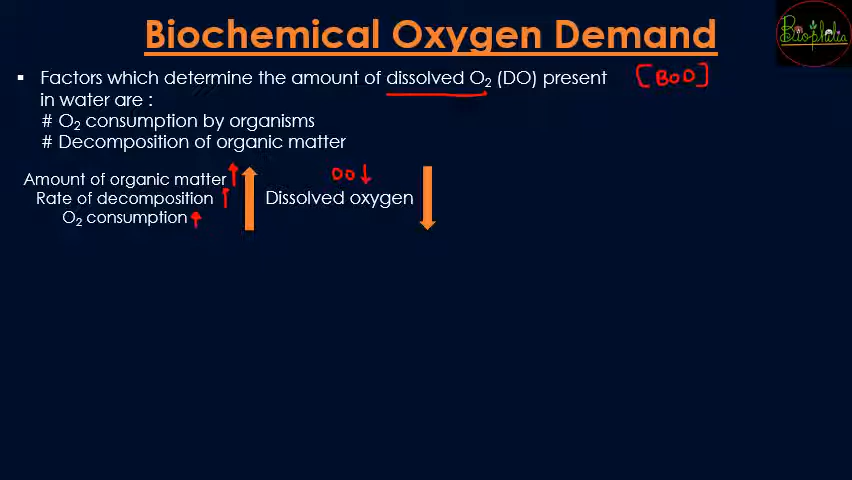 Biochemical Oxygen Demand
Biophilia
▪ Factors which determine the amount of dissolved O₂ (DO) present [BOD]
in water are :
# O₂ consumption by organisms
# Decomposition of organic matter
Amount of organic matter ↑
Rate of decomposition ↑
O₂ consumption ↑
DO ↓
Dissolved oxygen